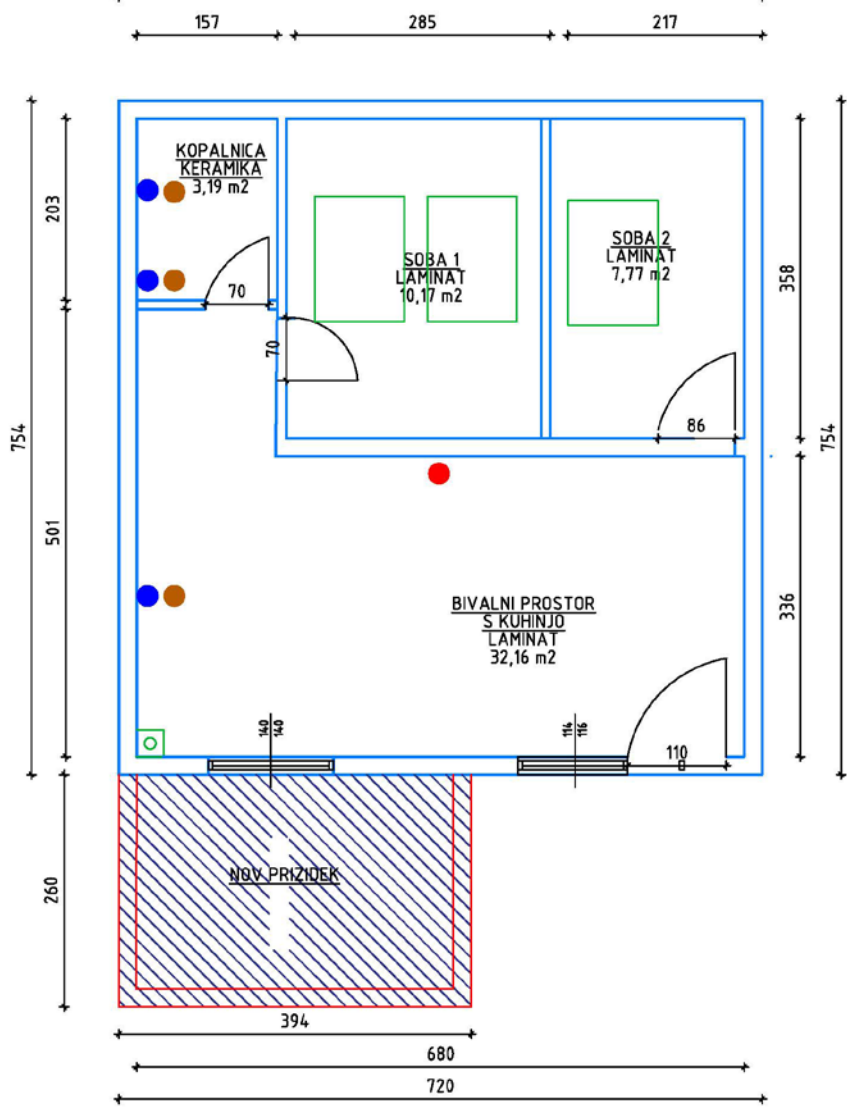 157
285
217
KOPALNICA
KERAMIKA
3,19 m2
203
SOBA 1
LAMINAT
10,17 m2
SOBA 2
LAMINAT
7,77 m2
358
70
70
86
754
754
501
336
BIVALNI PROSTOR
S KUHINJO
LAMINAT
32,16 m2
140
140
114
116
110
NOV PRIZIDEK
260
394
680
720